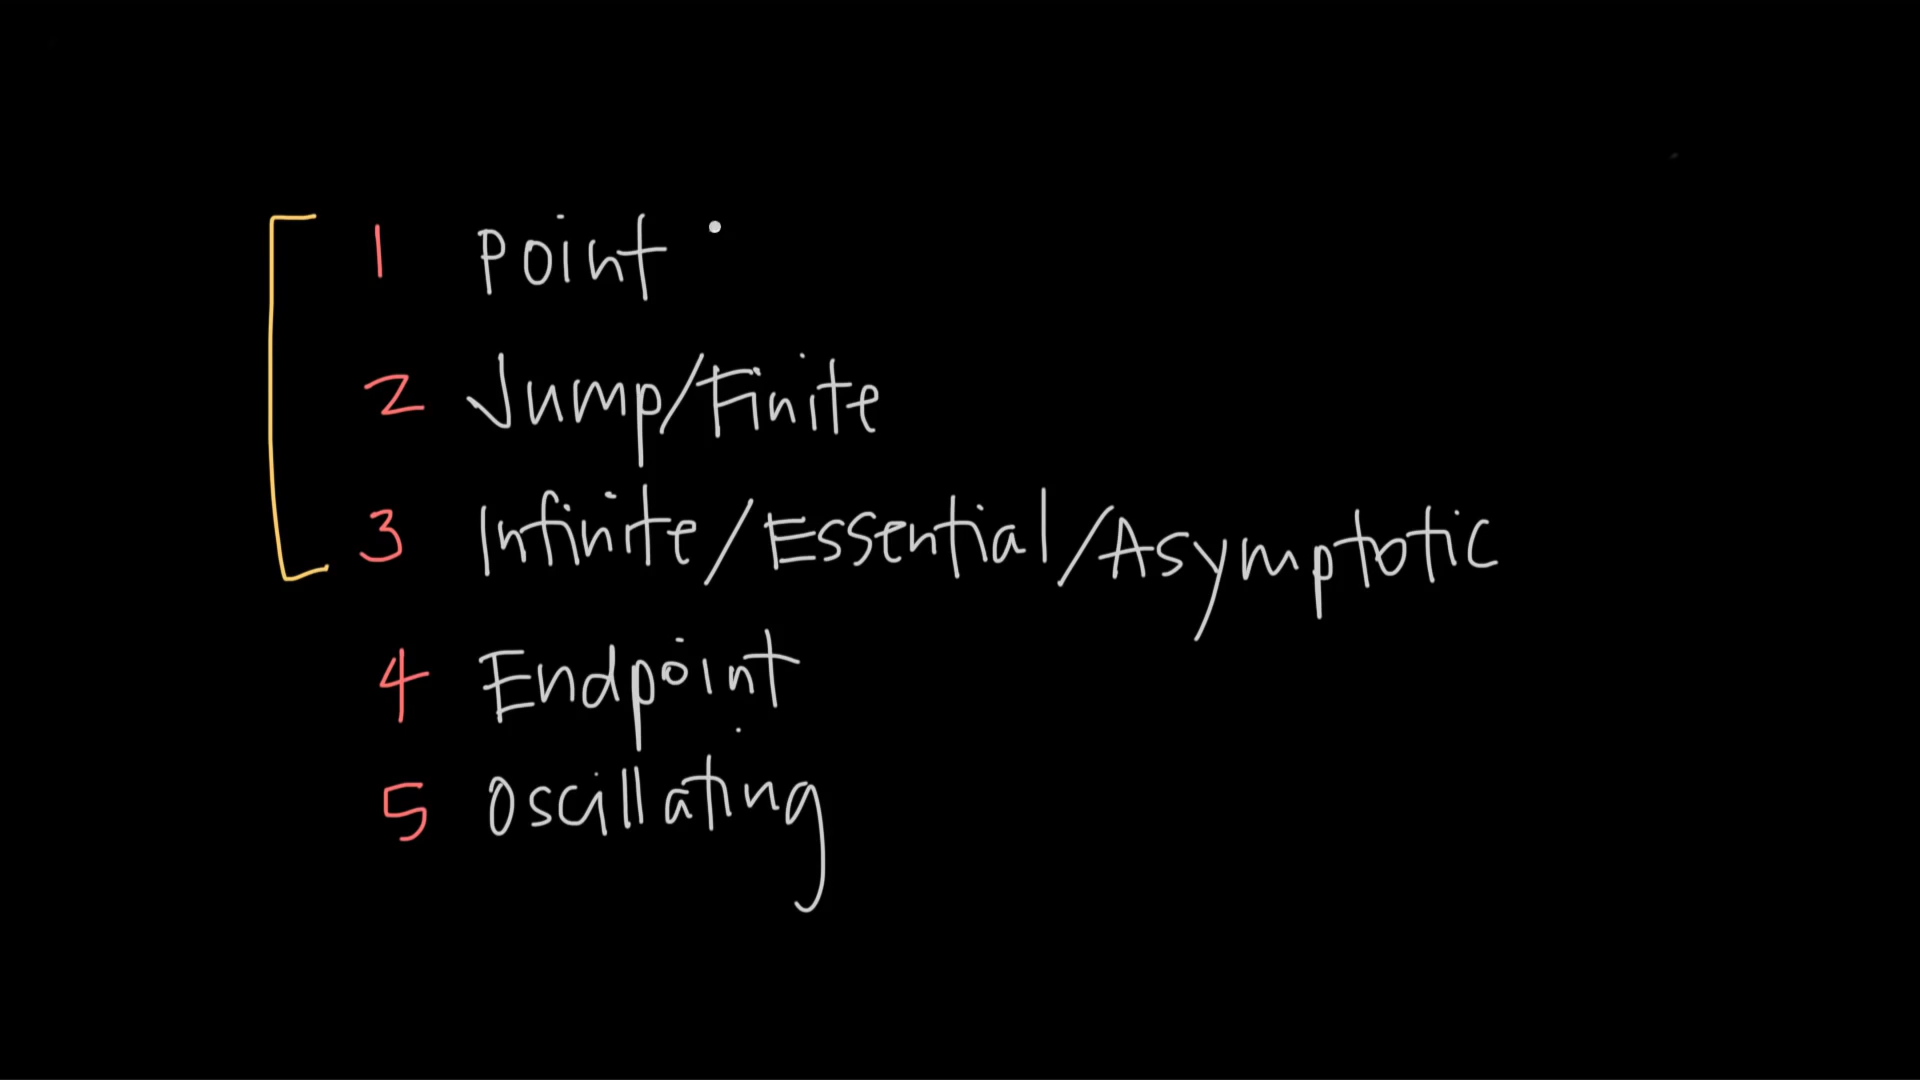 1 Point
2 Jump/Finite
3 Infinite/Essential/Asymptotic
4 Endpoint
5 Oscillating